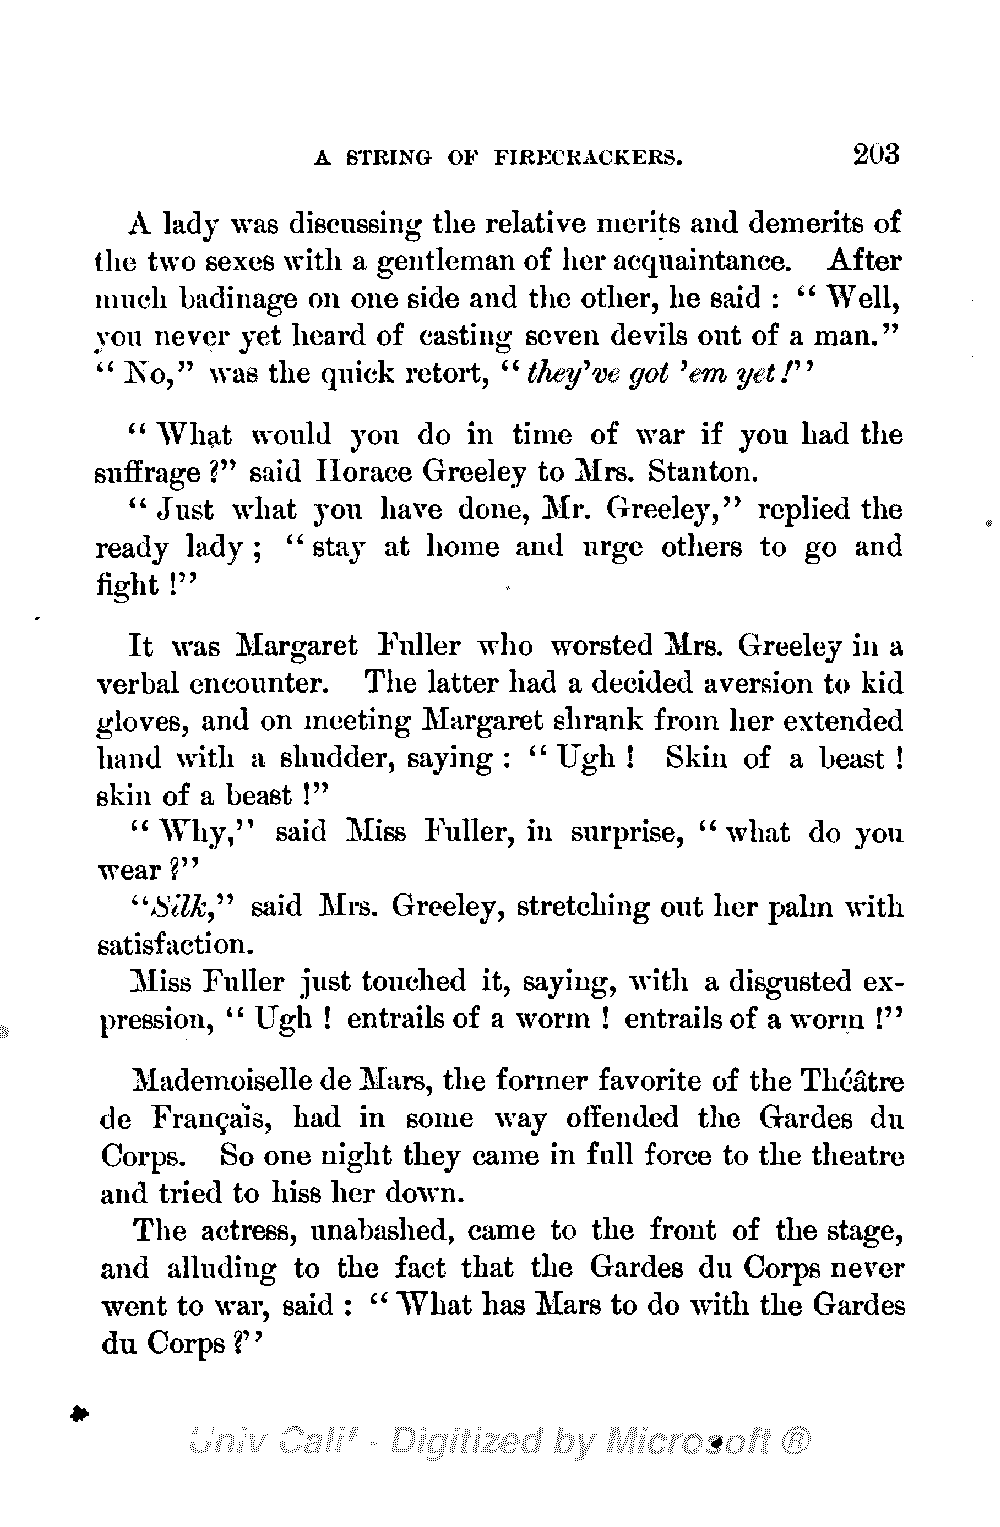 A STRING OF FIRECRACKERS. 203
A lady was discussing the relative merits and demerits of
the two sexes with a gentleman of her acquaintance. After
much badinage on one side and the other, he said : “ Well,
you never yet heard of casting seven devils out of a man.”
“ No,” was the quick retort, “ they’ve got ’em yet !”
“ What would you do in time of war if you had the
suffrage ?” said Horace Greeley to Mrs. Stanton.
“ Just what you have done, Mr. Greeley,” replied the
ready lady ; “ stay at home and urge others to go and
fight !”
It was Margaret Fuller who worsted Mrs. Greeley in a
verbal encounter. The latter had a decided aversion to kid
gloves, and on meeting Margaret shrank from her extended
hand with a shudder, saying : “ Ugh ! Skin of a beast !
skin of a beast !”
“ Why,” said Miss Fuller, in surprise, “ what do you
wear ?”
“Silk,” said Mrs. Greeley, stretching out her palm with
satisfaction.
Miss Fuller just touched it, saying, with a disgusted ex-
pression, “ Ugh ! entrails of a worm ! entrails of a worm !”
Mademoiselle de Mars, the former favorite of the Théâtre
de Français, had in some way offended the Gardes du
Corps. So one night they came in full force to the theatre
and tried to hiss her down.
The actress, unabashed, came to the front of the stage,
and alluding to the fact that the Gardes du Corps never
went to war, said : “ What has Mars to do with the Gardes
du Corps ?”
Univ Calif - Digitized by Microsoft ®